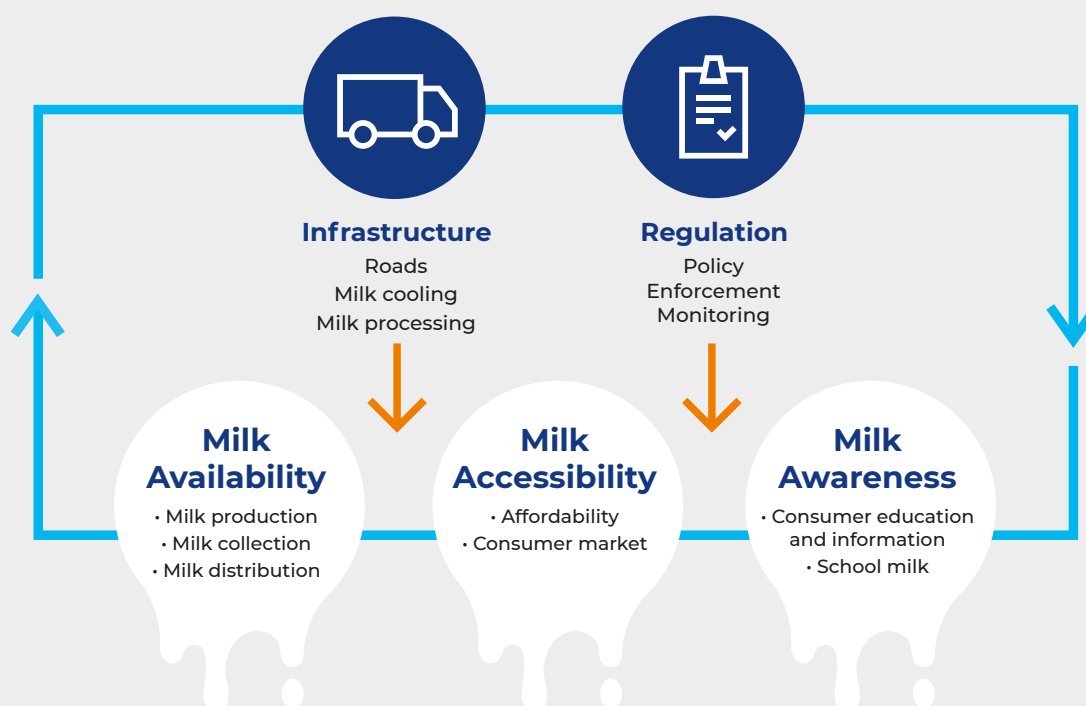 Infrastructure
Roads
Milk cooling
Milk processing
Regulation
Policy
Enforcement
Monitoring
Milk
Availability
• Milk production
• Milk collection
• Milk distribution
Milk
Accessibility
• Affordability
• Consumer market
Milk
Awareness
• Consumer education
and information
• School milk